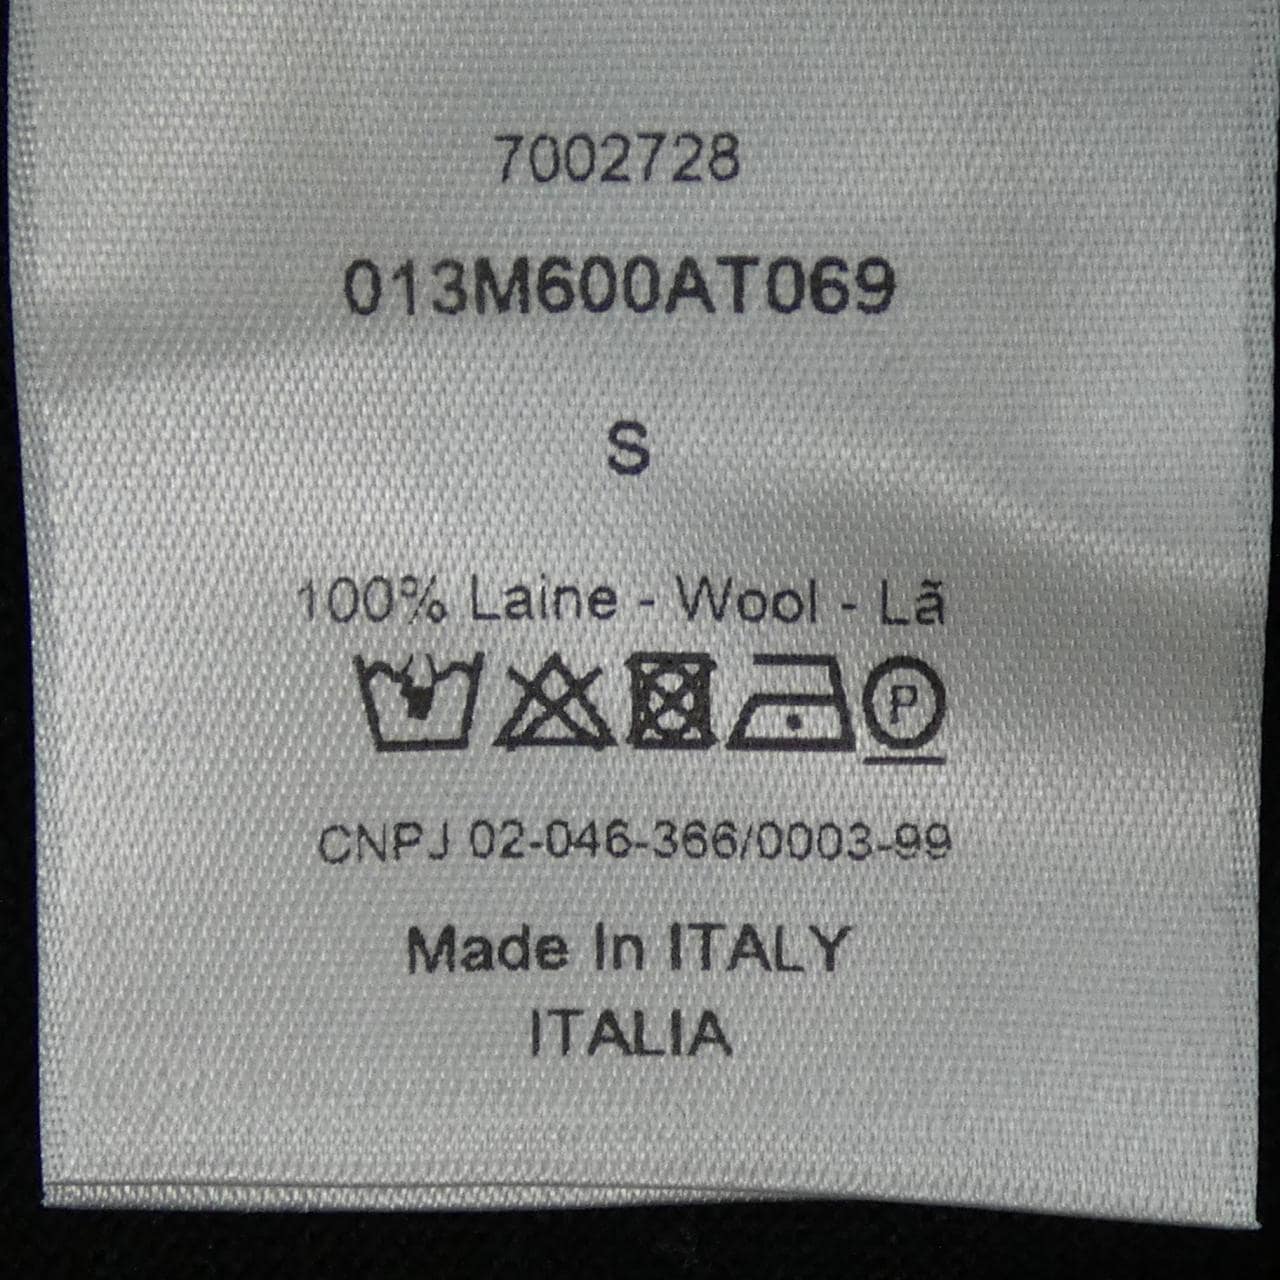 7002728
013M600AT069
S
100% Laine - Wool - Lã
P
CNPJ 02-046-366/0003-99
Made In ITALY
ITALIA